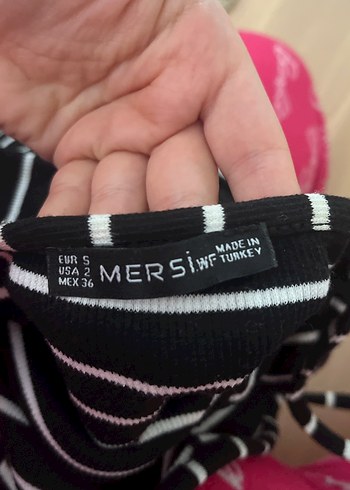 EUR S
USA 2
MEX 36
MERSİ.WF
MADE IN
TURKEY